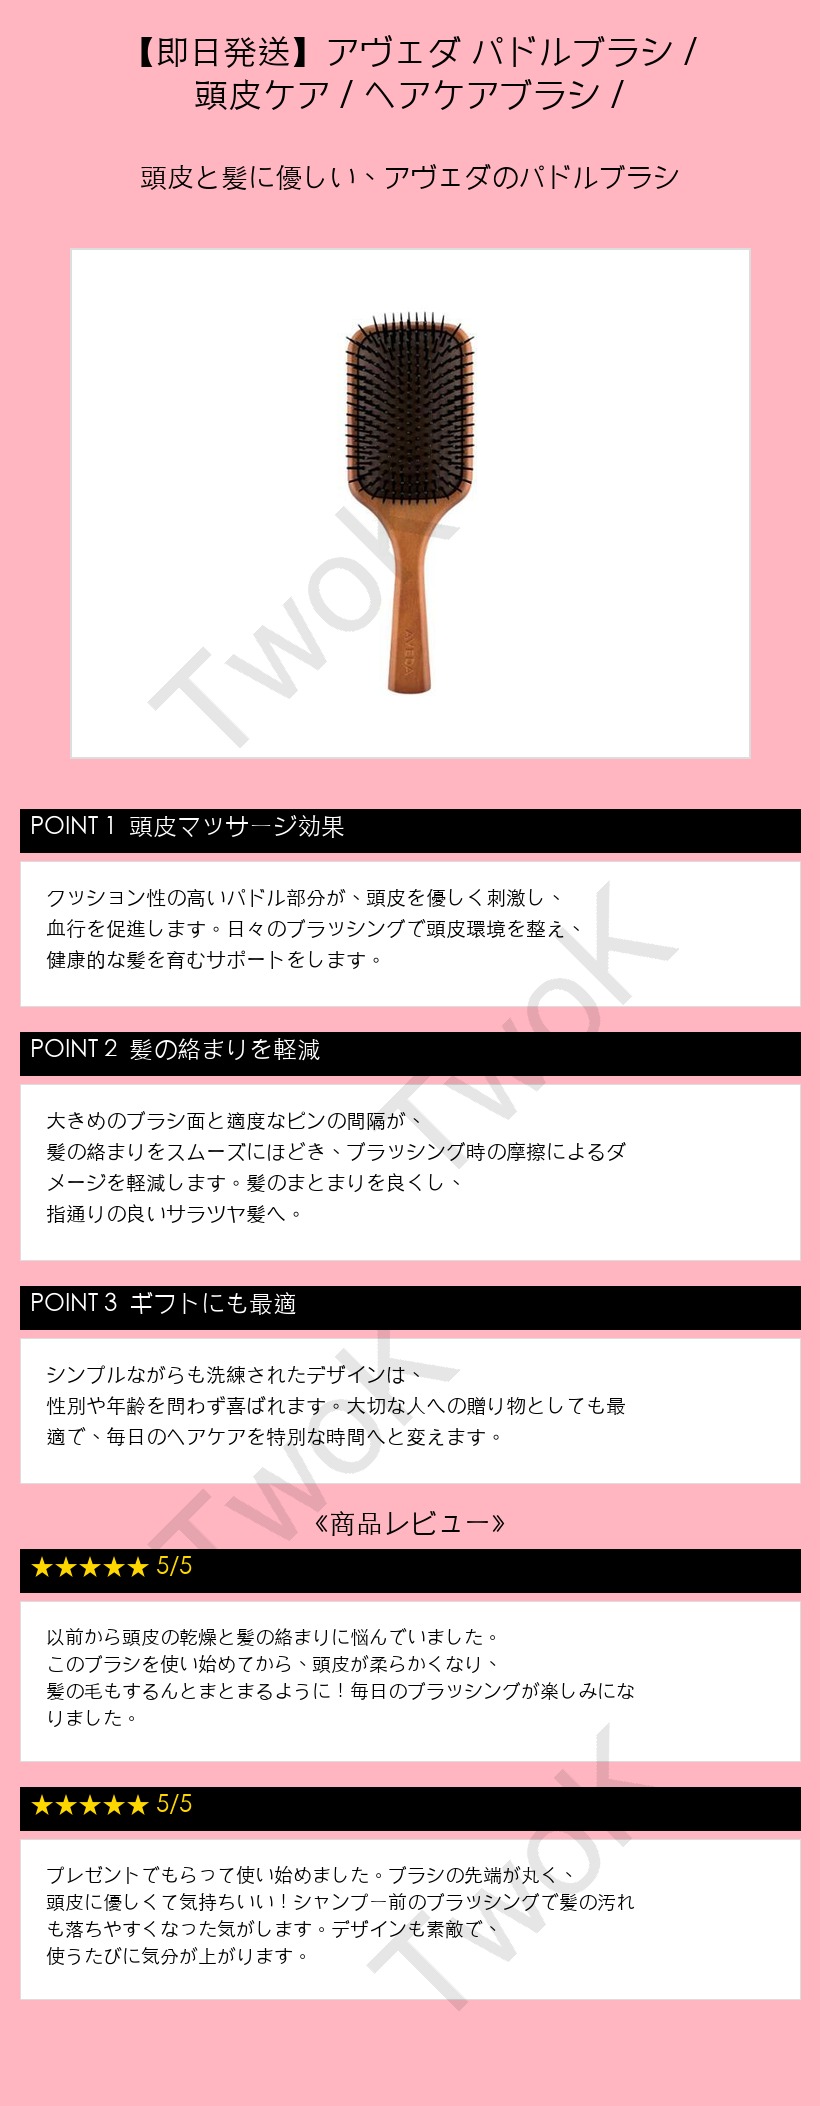 【即日発送】アヴェダ パドルブラシ /
頭皮ケア / ヘアケアブラシ /
頭皮と髪に優しい、アヴェダのパドルブラシ
AVEDA
TwoK
POINT 1 頭皮マッサージ効果
クッション性の高いパドル部分が、頭皮を優しく刺激し、
血行を促進します。日々のブラッシングで頭皮環境を整え、
健康的な髪を育むサポートをします。
TwoK
POINT 2 髪の絡まりを軽減
大きめのブラシ面と適度なピンの間隔が、
髪の絡まりをスムーズにほどき、ブラッシング時の摩擦によるダ
メージを軽減します。髪のまとまりを良くし、
指通りの良いサラツヤ髪へ。
POINT 3 ギフトにも最適
シンプルながらも洗練されたデザインは、
性別や年齢を問わず喜ばれます。大切な人への贈り物としても最
適で、毎日のヘアケアを特別な時間へと変えます。
TwoK
《商品レビュー》
★★★★★ 5/5
以前から頭皮の乾燥と髪の絡まりに悩んでいました。
このブラシを使い始めてから、頭皮が柔らかくなり、
髪の毛もするんとまとまるように！毎日のブラッシングが楽しみにな
りました。
★★★★★ 5/5
プレゼントでもらって使い始めました。ブラシの先端が丸く、
頭皮に優しくて気持ちいい！シャンプー前のブラッシングで髪の汚れ
も落ちやすくなった気がします。デザインも素敵で、
使うたびに気分が上がります。
TwoK